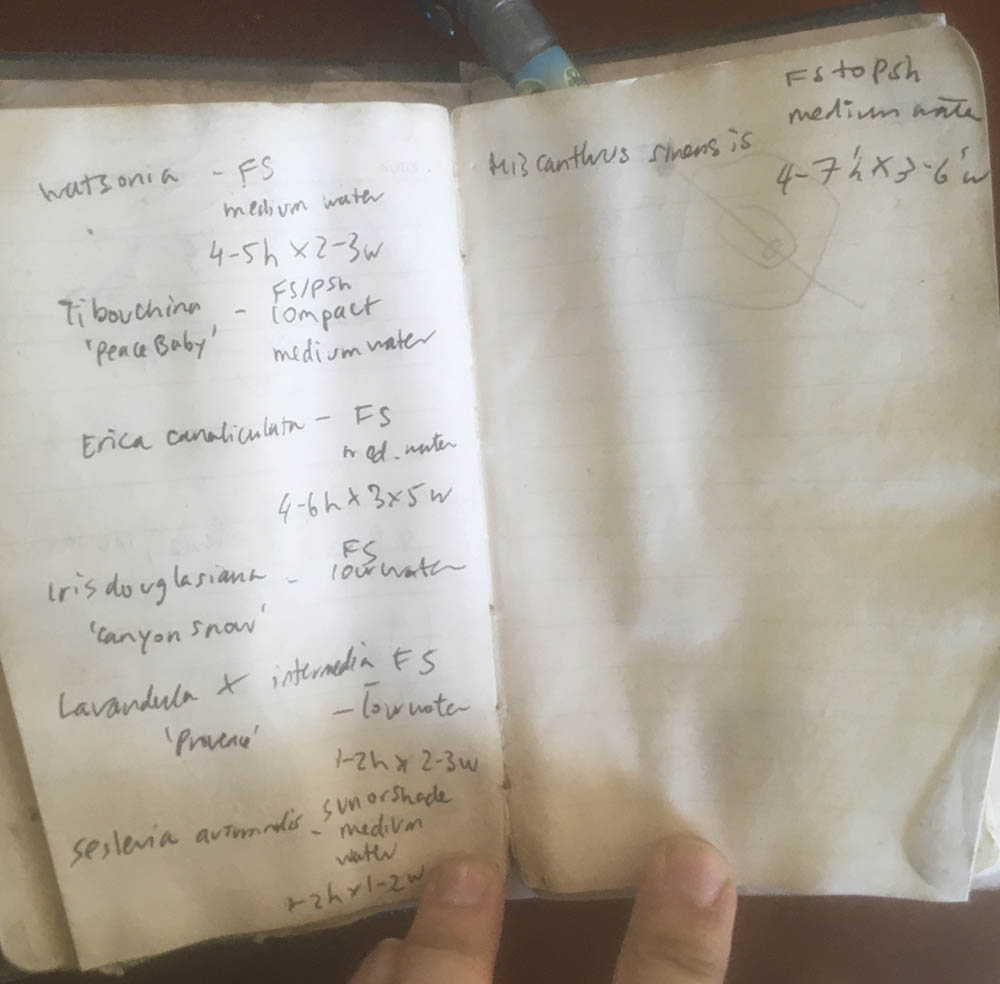 Watsonia - FS
medium water
4-5h x 2-3w
Tibouchina - FS/PSh
compact
'Peace Baby' medium water
Erica canaliculata - FS
med. water
4-6h x 3x5 w
Iris douglasiana - FS
low water
'Canyon Snow'
Lavandula x intermedia FS
- low water
'Provence'
1-2h x 2-3w
Sesleria autumnalis - sun or shade
medium
water
1-2h x 1-2w
FS to PSh
medium water
Miscanthus sinensis
4-7'h x 3-6'w